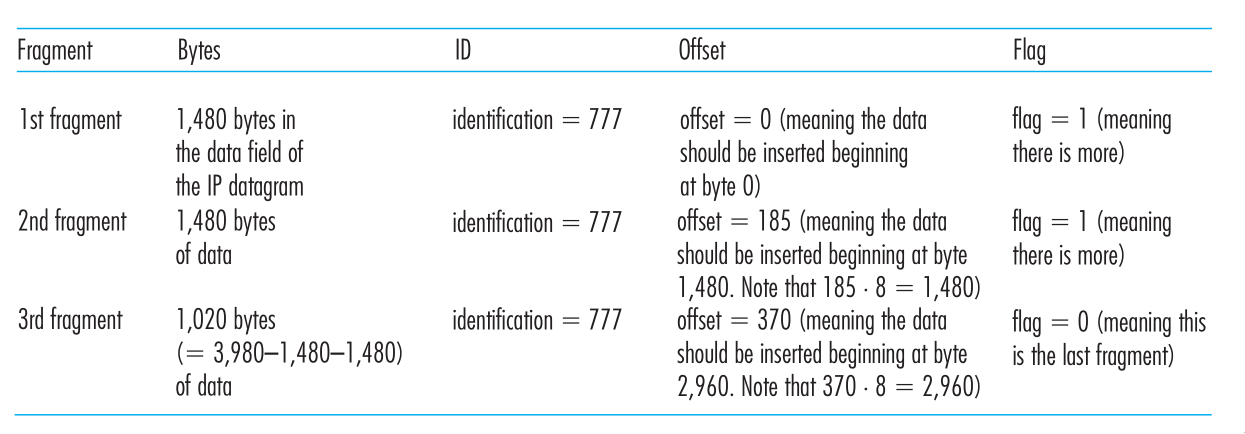 Fragment Bytes ID Offset Flag
1st fragment 1,480 bytes in identification = 777 offset = 0 (meaning the data flag = 1 (meaning
the data field of should be inserted beginning there is more)
the IP datagram at byte 0)
2nd fragment 1,480 bytes identification = 777 offset = 185 (meaning the data flag = 1 (meaning
of data should be inserted beginning at byte there is more)
1,480. Note that 185 · 8 = 1,480)
3rd fragment 1,020 bytes identification = 777 offset = 370 (meaning the data flag = 0 (meaning this
(= 3,980–1,480–1,480) should be inserted beginning at byte is the last fragment)
of data 2,960. Note that 370 · 8 = 2,960)